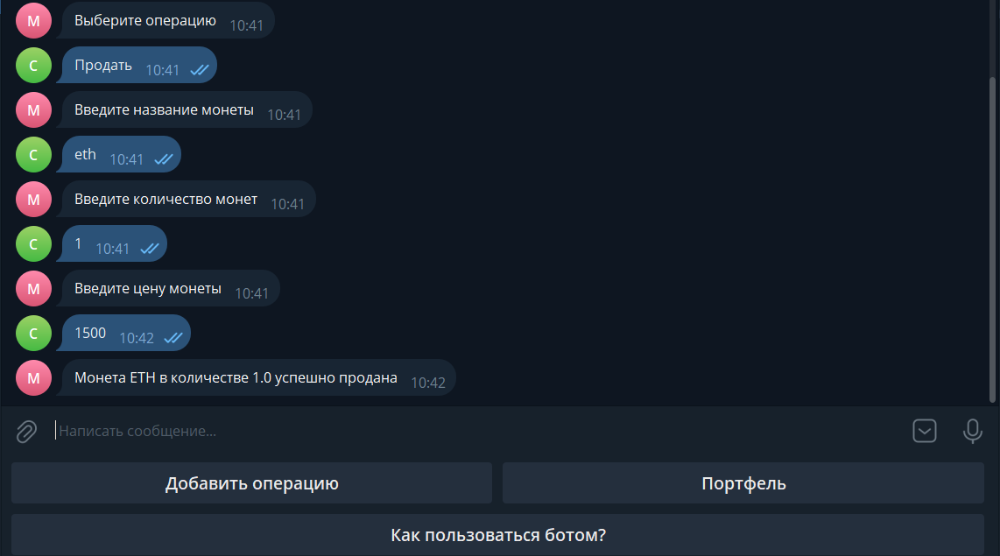 М Выберите операцию 10:41
C Продать 10:41
М Введите название монеты 10:41
C eth 10:41
М Введите количество монет 10:41
C 1 10:41
М Введите цену монеты 10:41
C 1500 10:42
М Монета ETH в количестве 1.0 успешно продана 10:42
Написать сообщение...
Добавить операцию Портфель
Как пользоваться ботом?